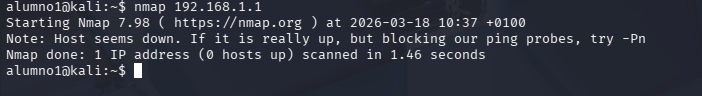 alumno1@kali:~$ nmap 192.168.1.1
Starting Nmap 7.98 ( https://nmap.org ) at 2026-03-18 10:37 +0100
Note: Host seems down. If it is really up, but blocking our ping probes, try -Pn
Nmap done: 1 IP address (0 hosts up) scanned in 1.46 seconds
alumno1@kali:~$